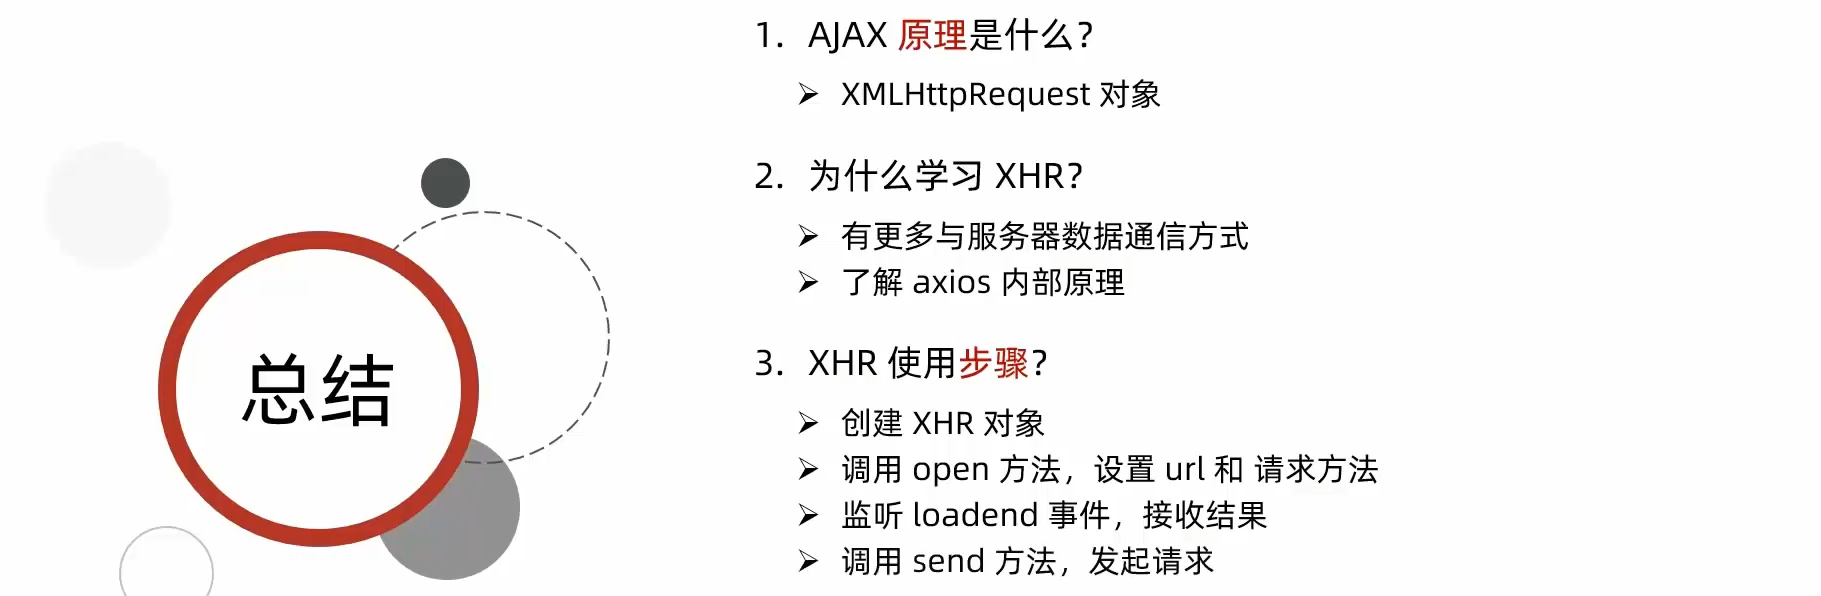 总结
1. AJAX 原理是什么？
➢ XMLHttpRequest 对象
2. 为什么学习 XHR？
➢ 有更多与服务器数据通信方式
➢ 了解 axios 内部原理
3. XHR 使用步骤？
➢ 创建 XHR 对象
➢ 调用 open 方法，设置 url 和 请求方法
➢ 监听 loadend 事件，接收结果
➢ 调用 send 方法，发起请求